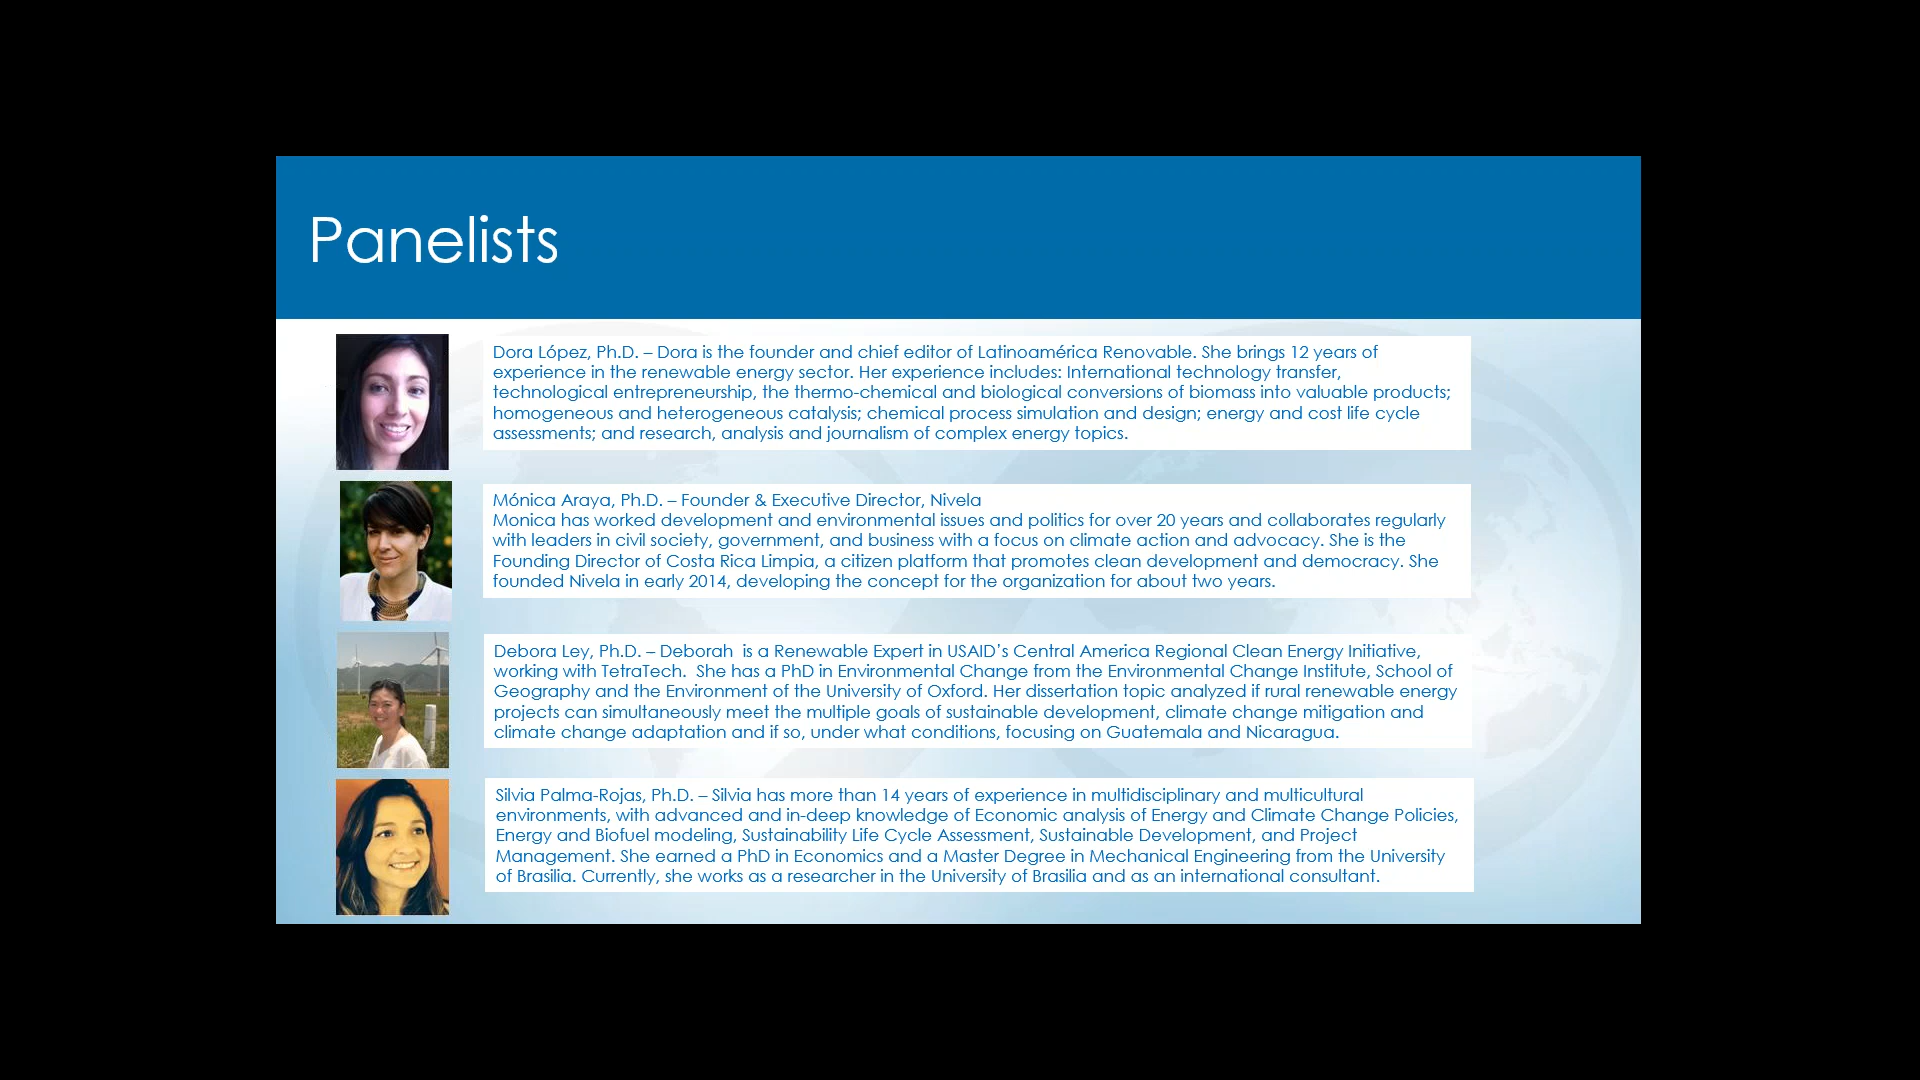 Panelists
Dora López, Ph.D. – Dora is the founder and chief editor of Latinoamérica Renovable. She brings 12 years of
experience in the renewable energy sector. Her experience includes: International technology transfer,
technological entrepreneurship, the thermo-chemical and biological conversions of biomass into valuable products;
homogeneous and heterogeneous catalysis; chemical process simulation and design; energy and cost life cycle
assessments; and research, analysis and journalism of complex energy topics.
Mónica Araya, Ph.D. – Founder & Executive Director, Nivela
Monica has worked development and environmental issues and politics for over 20 years and collaborates regularly
with leaders in civil society, government, and business with a focus on climate action and advocacy. She is the
Founding Director of Costa Rica Limpia, a citizen platform that promotes clean development and democracy. She
founded Nivela in early 2014, developing the concept for the organization for about two years.
Debora Ley, Ph.D. – Deborah  is a Renewable Expert in USAID’s Central America Regional Clean Energy Initiative,
working with TetraTech.  She has a PhD in Environmental Change from the Environmental Change Institute, School of
Geography and the Environment of the University of Oxford. Her dissertation topic analyzed if rural renewable energy
projects can simultaneously meet the multiple goals of sustainable development, climate change mitigation and
climate change adaptation and if so, under what conditions, focusing on Guatemala and Nicaragua.
Silvia Palma-Rojas, Ph.D. – Silvia has more than 14 years of experience in multidisciplinary and multicultural
environments, with advanced and in-deep knowledge of Economic analysis of Energy and Climate Change Policies,
Energy and Biofuel modeling, Sustainability Life Cycle Assessment, Sustainable Development, and Project
Management. She earned a PhD in Economics and a Master Degree in Mechanical Engineering from the University
of Brasilia. Currently, she works as a researcher in the University of Brasilia and as an international consultant.